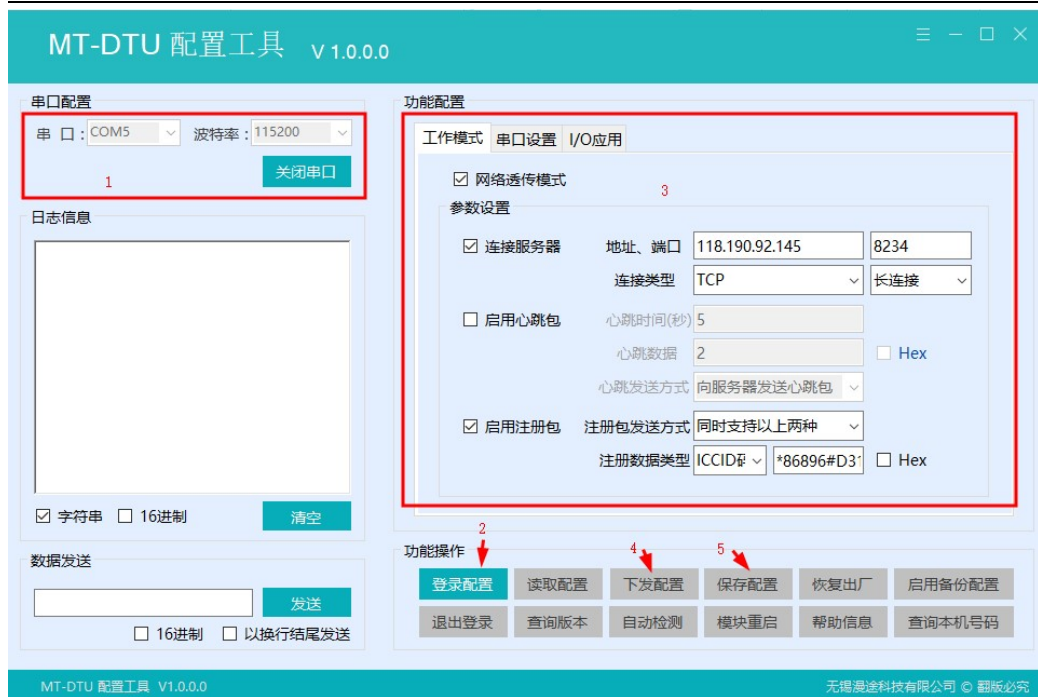 MT-DTU 配置工具 V 1.0.0.0
串口配置
串 口: COM5 波特率: 115200
关闭串口
1
日志信息
字符串 16进制 清空
数据发送
发送
16进制 以换行结尾发送
功能配置
工作模式 串口设置 I/O应用
网络透传模式
3
参数设置
连接服务器 地址、端口 118.190.92.145 8234
连接类型 TCP 长连接
启用心跳包 心跳时间(秒) 5
心跳数据 2 Hex
心跳发送方式 向服务器发送心跳包
启用注册包 注册包发送方式 同时支持以上两种
注册数据类型 ICCID *86896#D31 Hex
功能操作
2 4 5
登录配置 读取配置 下发配置 保存配置 恢复出厂 启用备份配置
退出登录 查询版本 自动检测 模块重启 帮助信息 查询本机号码
MT-DTU 配置工具 V1.0.0.0 无锡漫途科技有限公司 © 翻版必究